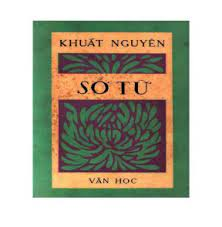 KHUẤT NGUYÊN
SỞ TỪ
VĂN HỌC